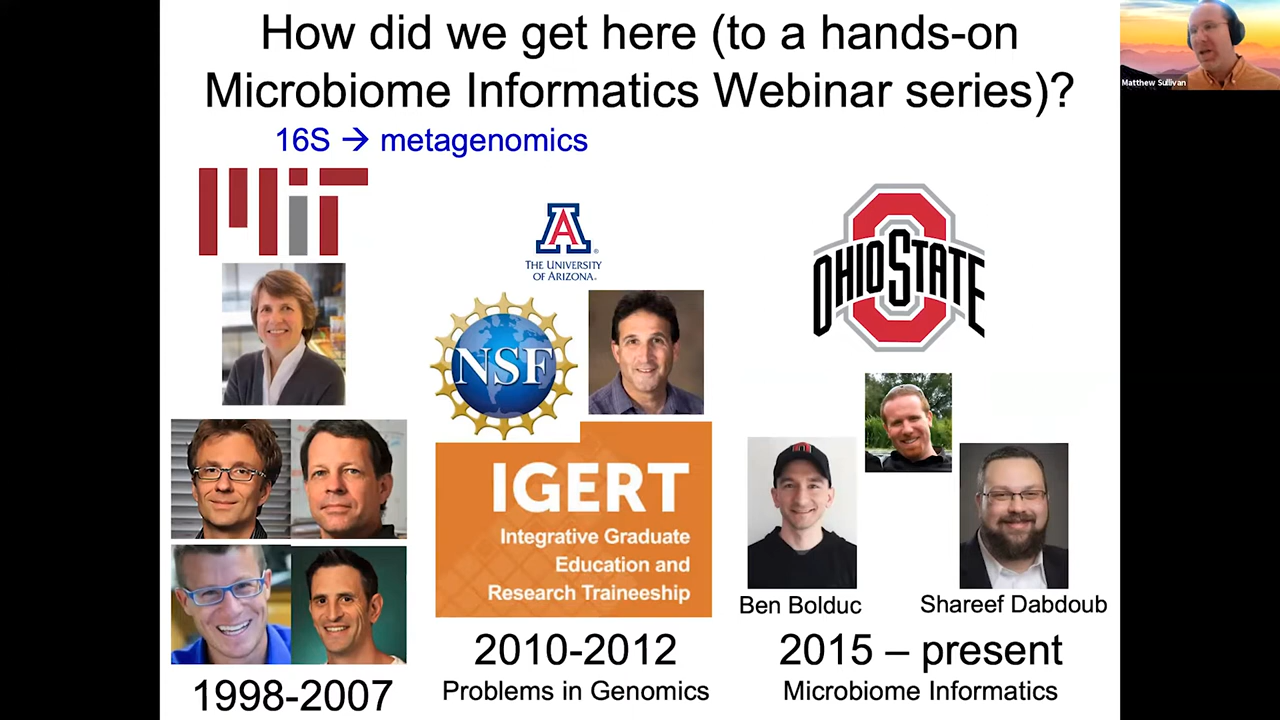 How did we get here (to a hands-on
Microbiome Informatics Webinar series)?
Matthew Sullivan
16S → metagenomics
MIT
A
THE UNIVERSITY
OF ARIZONA
NSF
OHIO STATE
IGERT
Integrative Graduate
Education and
Research Traineeship
Ben Bolduc
Shareef Dabdoub
1998-2007
2010-2012
Problems in Genomics
2015 – present
Microbiome Informatics